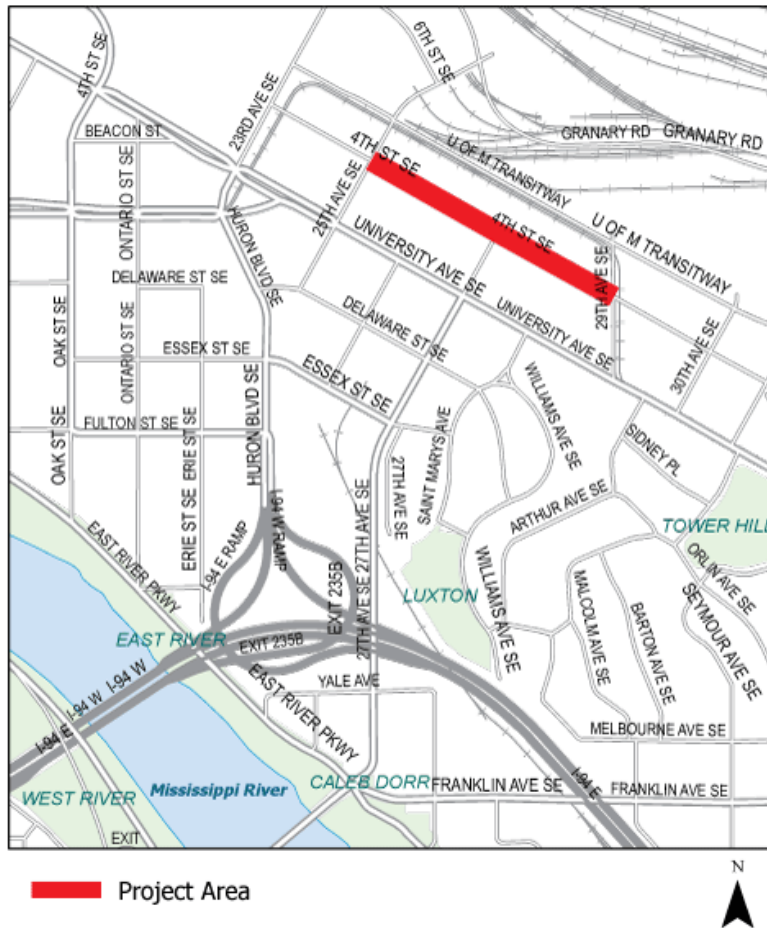 4TH ST SE
6TH ST SE
23RD AVE SE
BEACON ST
GRANARY RD
GRANARY RD
4TH ST SE
U OF M TRANSITWAY
ONTARIO ST SE
25TH AVE SE
HURON BLVD SE
4TH ST SE
U OF M TRANSITWAY
UNIVERSITY AVE SE
29TH AVE SE
DELAWARE ST SE
OAK ST SE
ONTARIO ST SE
DELAWARE ST SE
UNIVERSITY AVE SE
30TH AVE SE
ESSEX ST SE
ESSEX ST SE
WILLIAMS AVE SE
HURON BLVD SE
FULTON ST SE
ERIE ST SE
OAK ST SE
SAINT MARYS AVE
27TH AVE SE
SIDNEY PL
ARTHUR AVE SE
TOWER HILL
ERIE ST SE
EAST RIVER PKWY
I-94 E RAMP
I-94 W RAMP
EXIT 235B
27TH AVE SE
27TH AVE SE
LUXTON
WILLIAMS AVE SE
MALCOLM AVE SE
BARTON AVE SE
ORLIN AVE SE
SEYMOUR AVE SE
EAST RIVER
EXIT 235B
I-94 W
I-94 W
I-94 E
EAST RIVER PKWY
YALE AVE
MELBOURNE AVE SE
WEST RIVER
Mississippi River
CALEB DORR
FRANKLIN AVE SE
I-94 E
FRANKLIN AVE SE
EXIT
N
Project Area